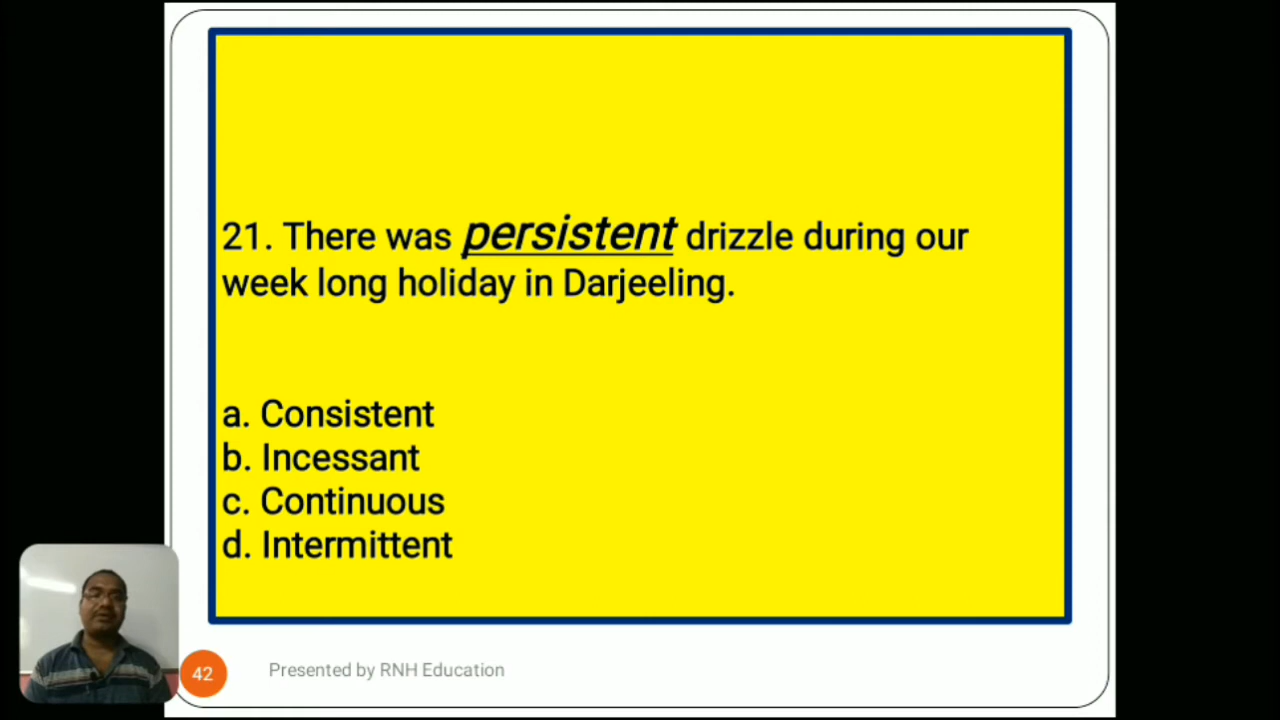 21. There was persistent drizzle during our
week long holiday in Darjeeling.
a. Consistent
b. Incessant
c. Continuous
d. Intermittent
42
Presented by RNH Education